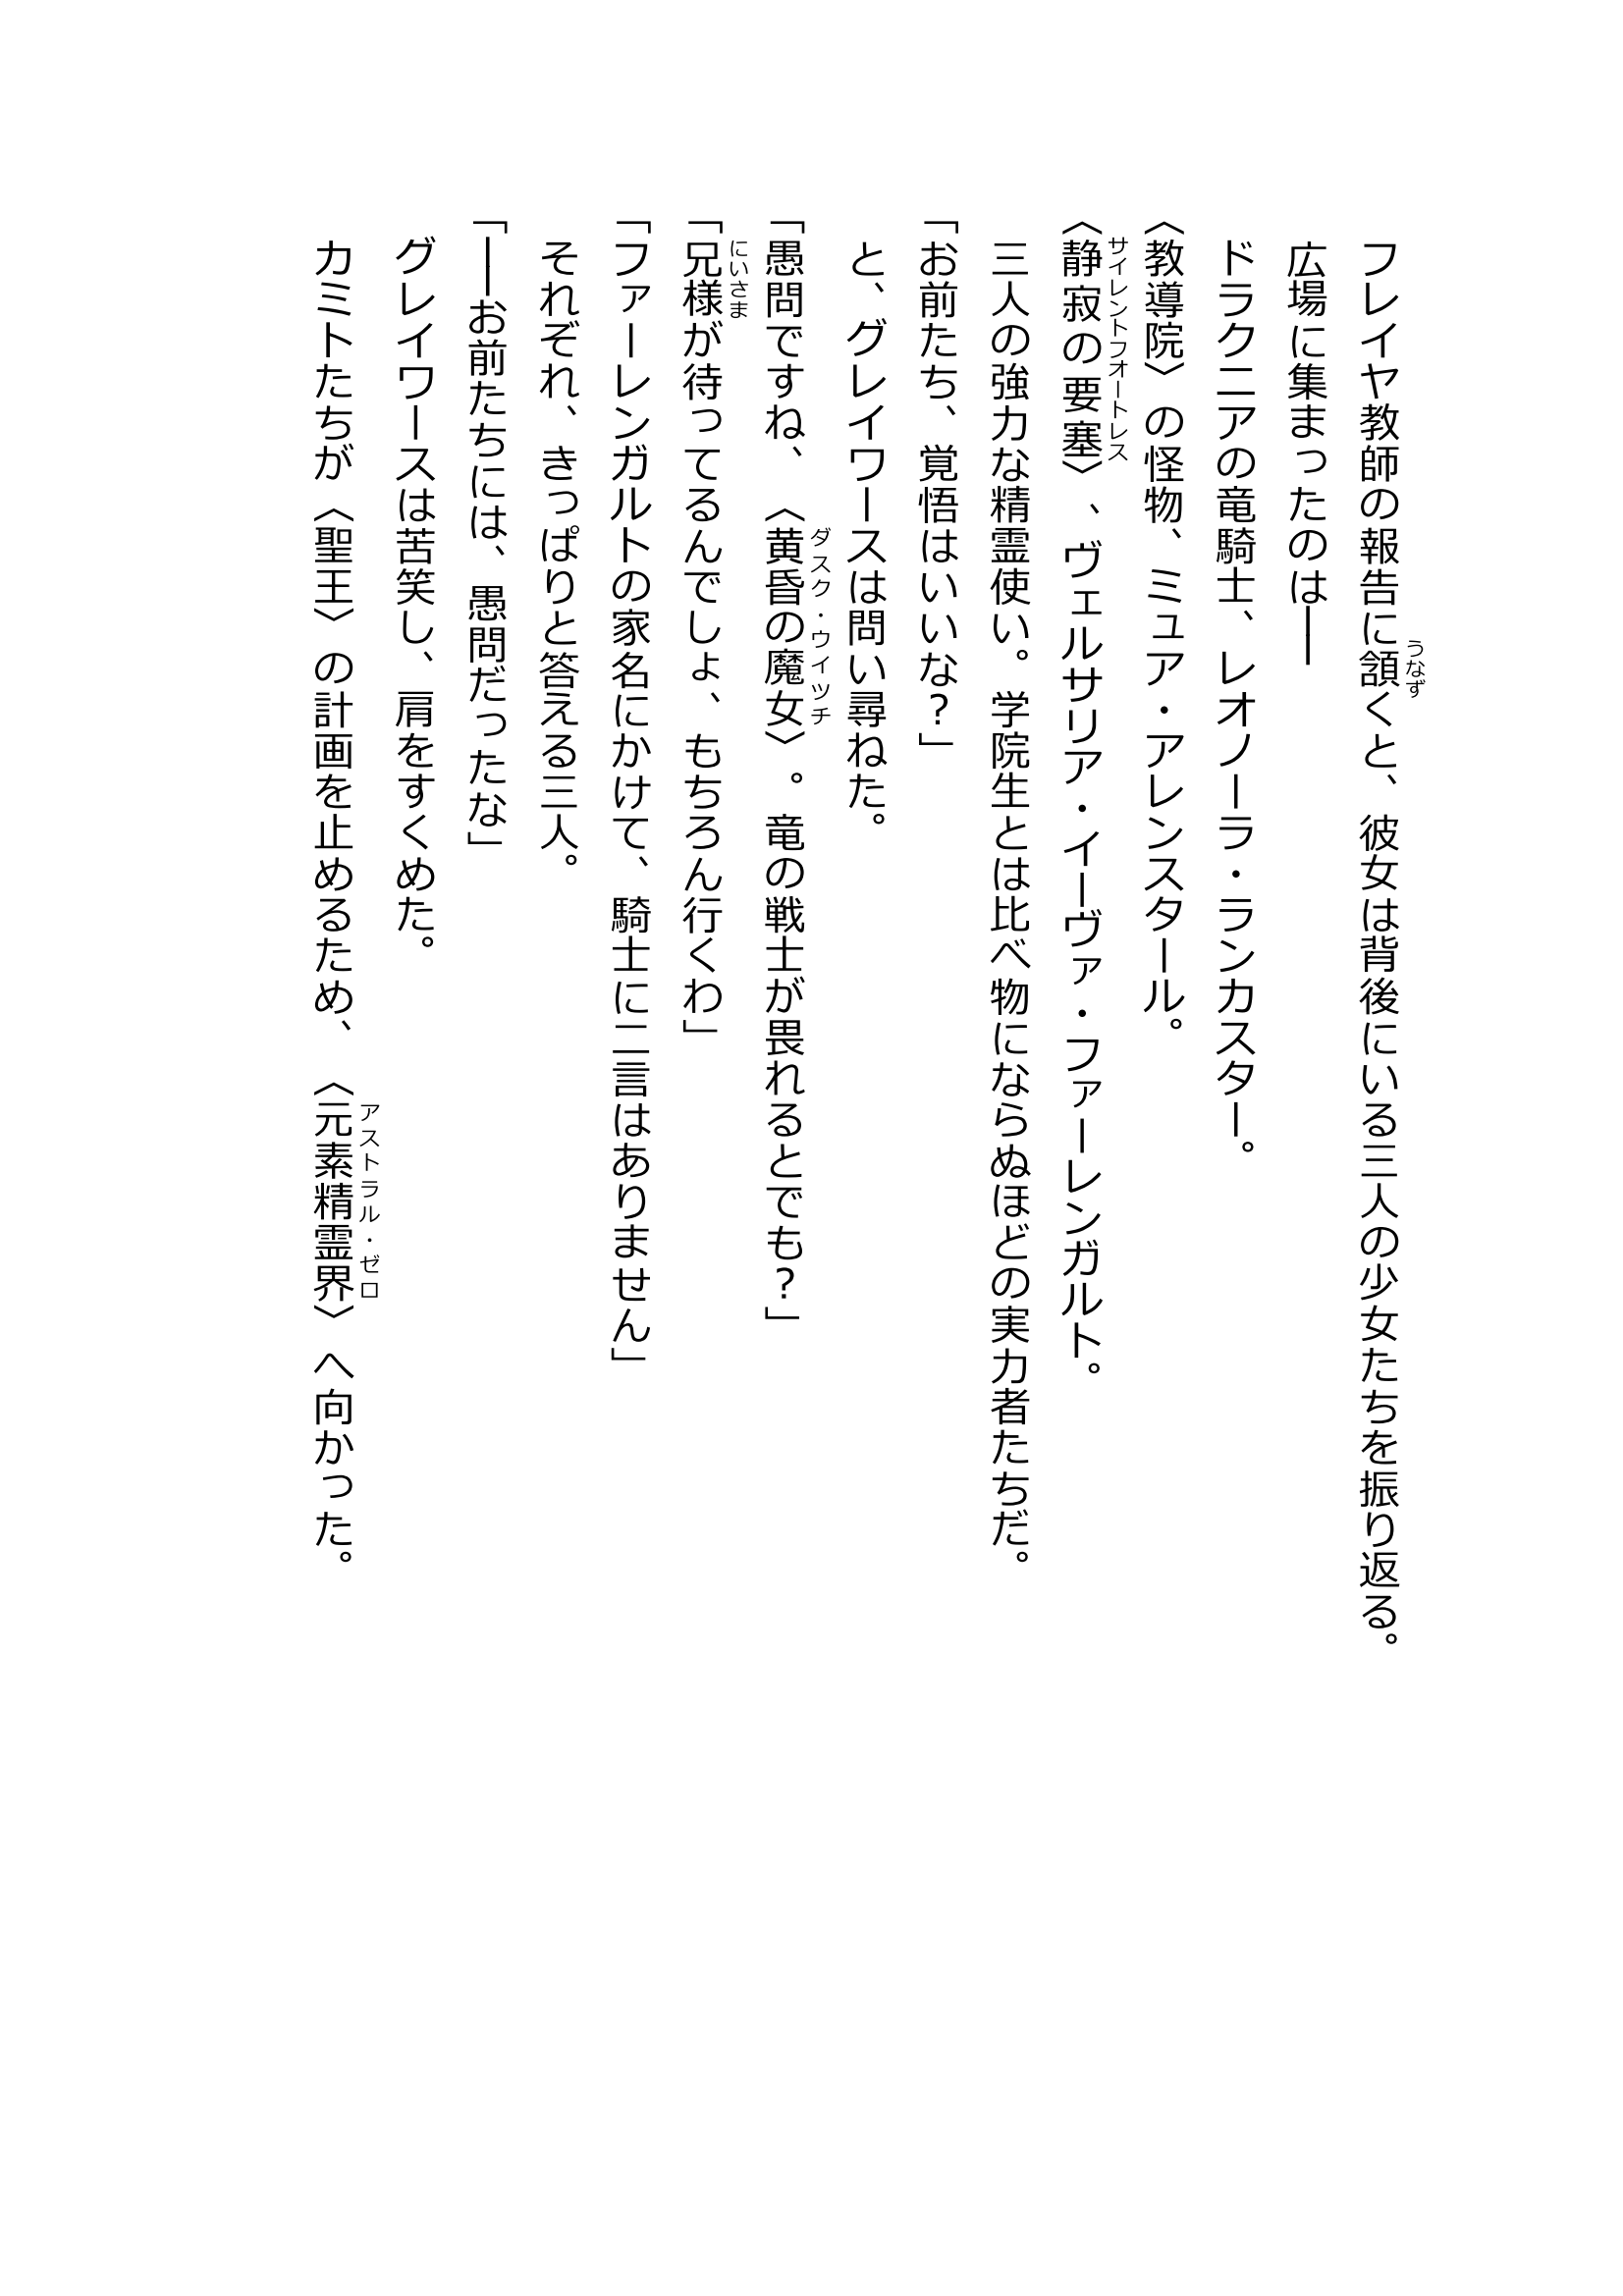 フレイヤ教師の報告に頷くと、彼女は背後にいる三人の少女たちを振り返る。
うなず
広場に集まったのは――
ドラクニアの竜騎士、レオノーラ・ランカスター。
〈教導院〉の怪物、ミュア・アレンスタール。
〈静寂の要塞〉、ヴェルサリア・イーヴァ・ファーレンガルト。
サイレントフオートレス
三人の強力な精霊使い。学院生とは比べ物にならぬほどの実力者たちだ。
「お前たち、覚悟はいいな？」
と、グレイワースは問い尋ねた。
「愚問ですね、〈黄昏の魔女〉。竜の戦士が畏れるとでも？」
ダスク・ウイツチ
「兄様が待ってるんでしょ、もちろん行くわ」
にいさま
「ファーレンガルトの家名にかけて、騎士に二言はありません」
それぞれ、きっぱりと答える三人。
「――お前たちには、愚問だったな」
グレイワースは苦笑し、肩をすくめた。
カミトたちが〈聖王〉の計画を止めるため、〈元素精霊界〉へ向かった。
アストラル・ゼロ